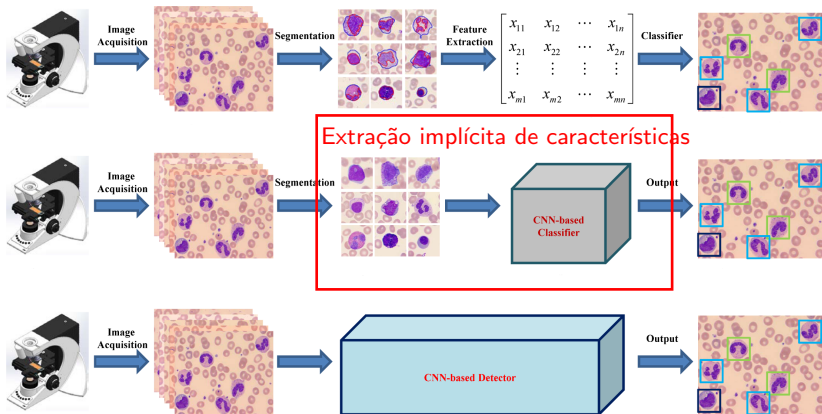 Image Acquisition
Segmentation
Feature Extraction
x11 x12 ⋯ x1n
x21 x22 ⋯ x2n
⋮ ⋮ ⋮ ⋮
xm1 xm2 ⋯ xmn
Classifier
Extração implícita de característífas
Image Acquisition
Segmentation
CNN-based
Classifier
Output
Image Acquisition
CNN-based Detector
Output